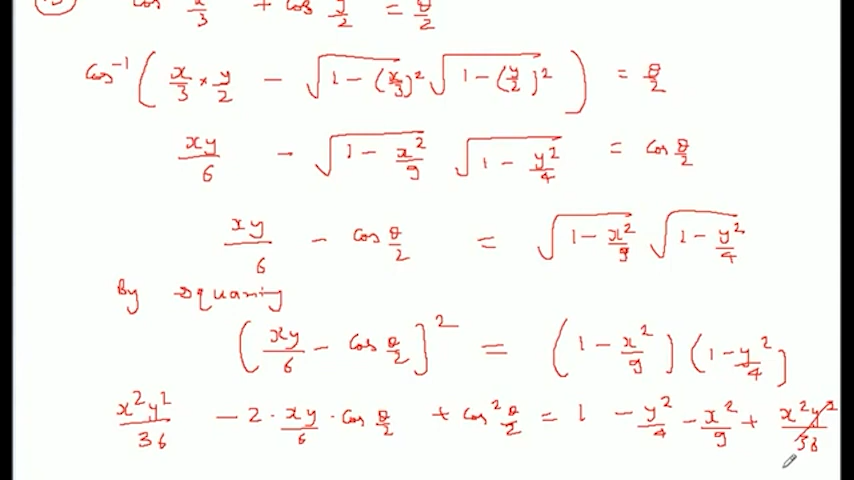 cos x/3 + cos y/2 = θ/2
cos⁻¹ ( x/3 × y/2 − √(1 − (x/3)²) √(1 − (y/2)²) ) = θ/2
xy/6 − √(1 − x²/9) √(1 − y²/4) = cos θ/2
xy/6 − cos θ/2 = √(1 − x²/9) √(1 − y²/4)
By squaring
( xy/6 − cos θ/2 )² = ( 1 − x²/9 ) ( 1 − y²/4 )
x²y²/36 − 2 · xy/6 · cos θ/2 + cos² θ/2 = 1 − y²/4 − x²/9 + x²y²/36